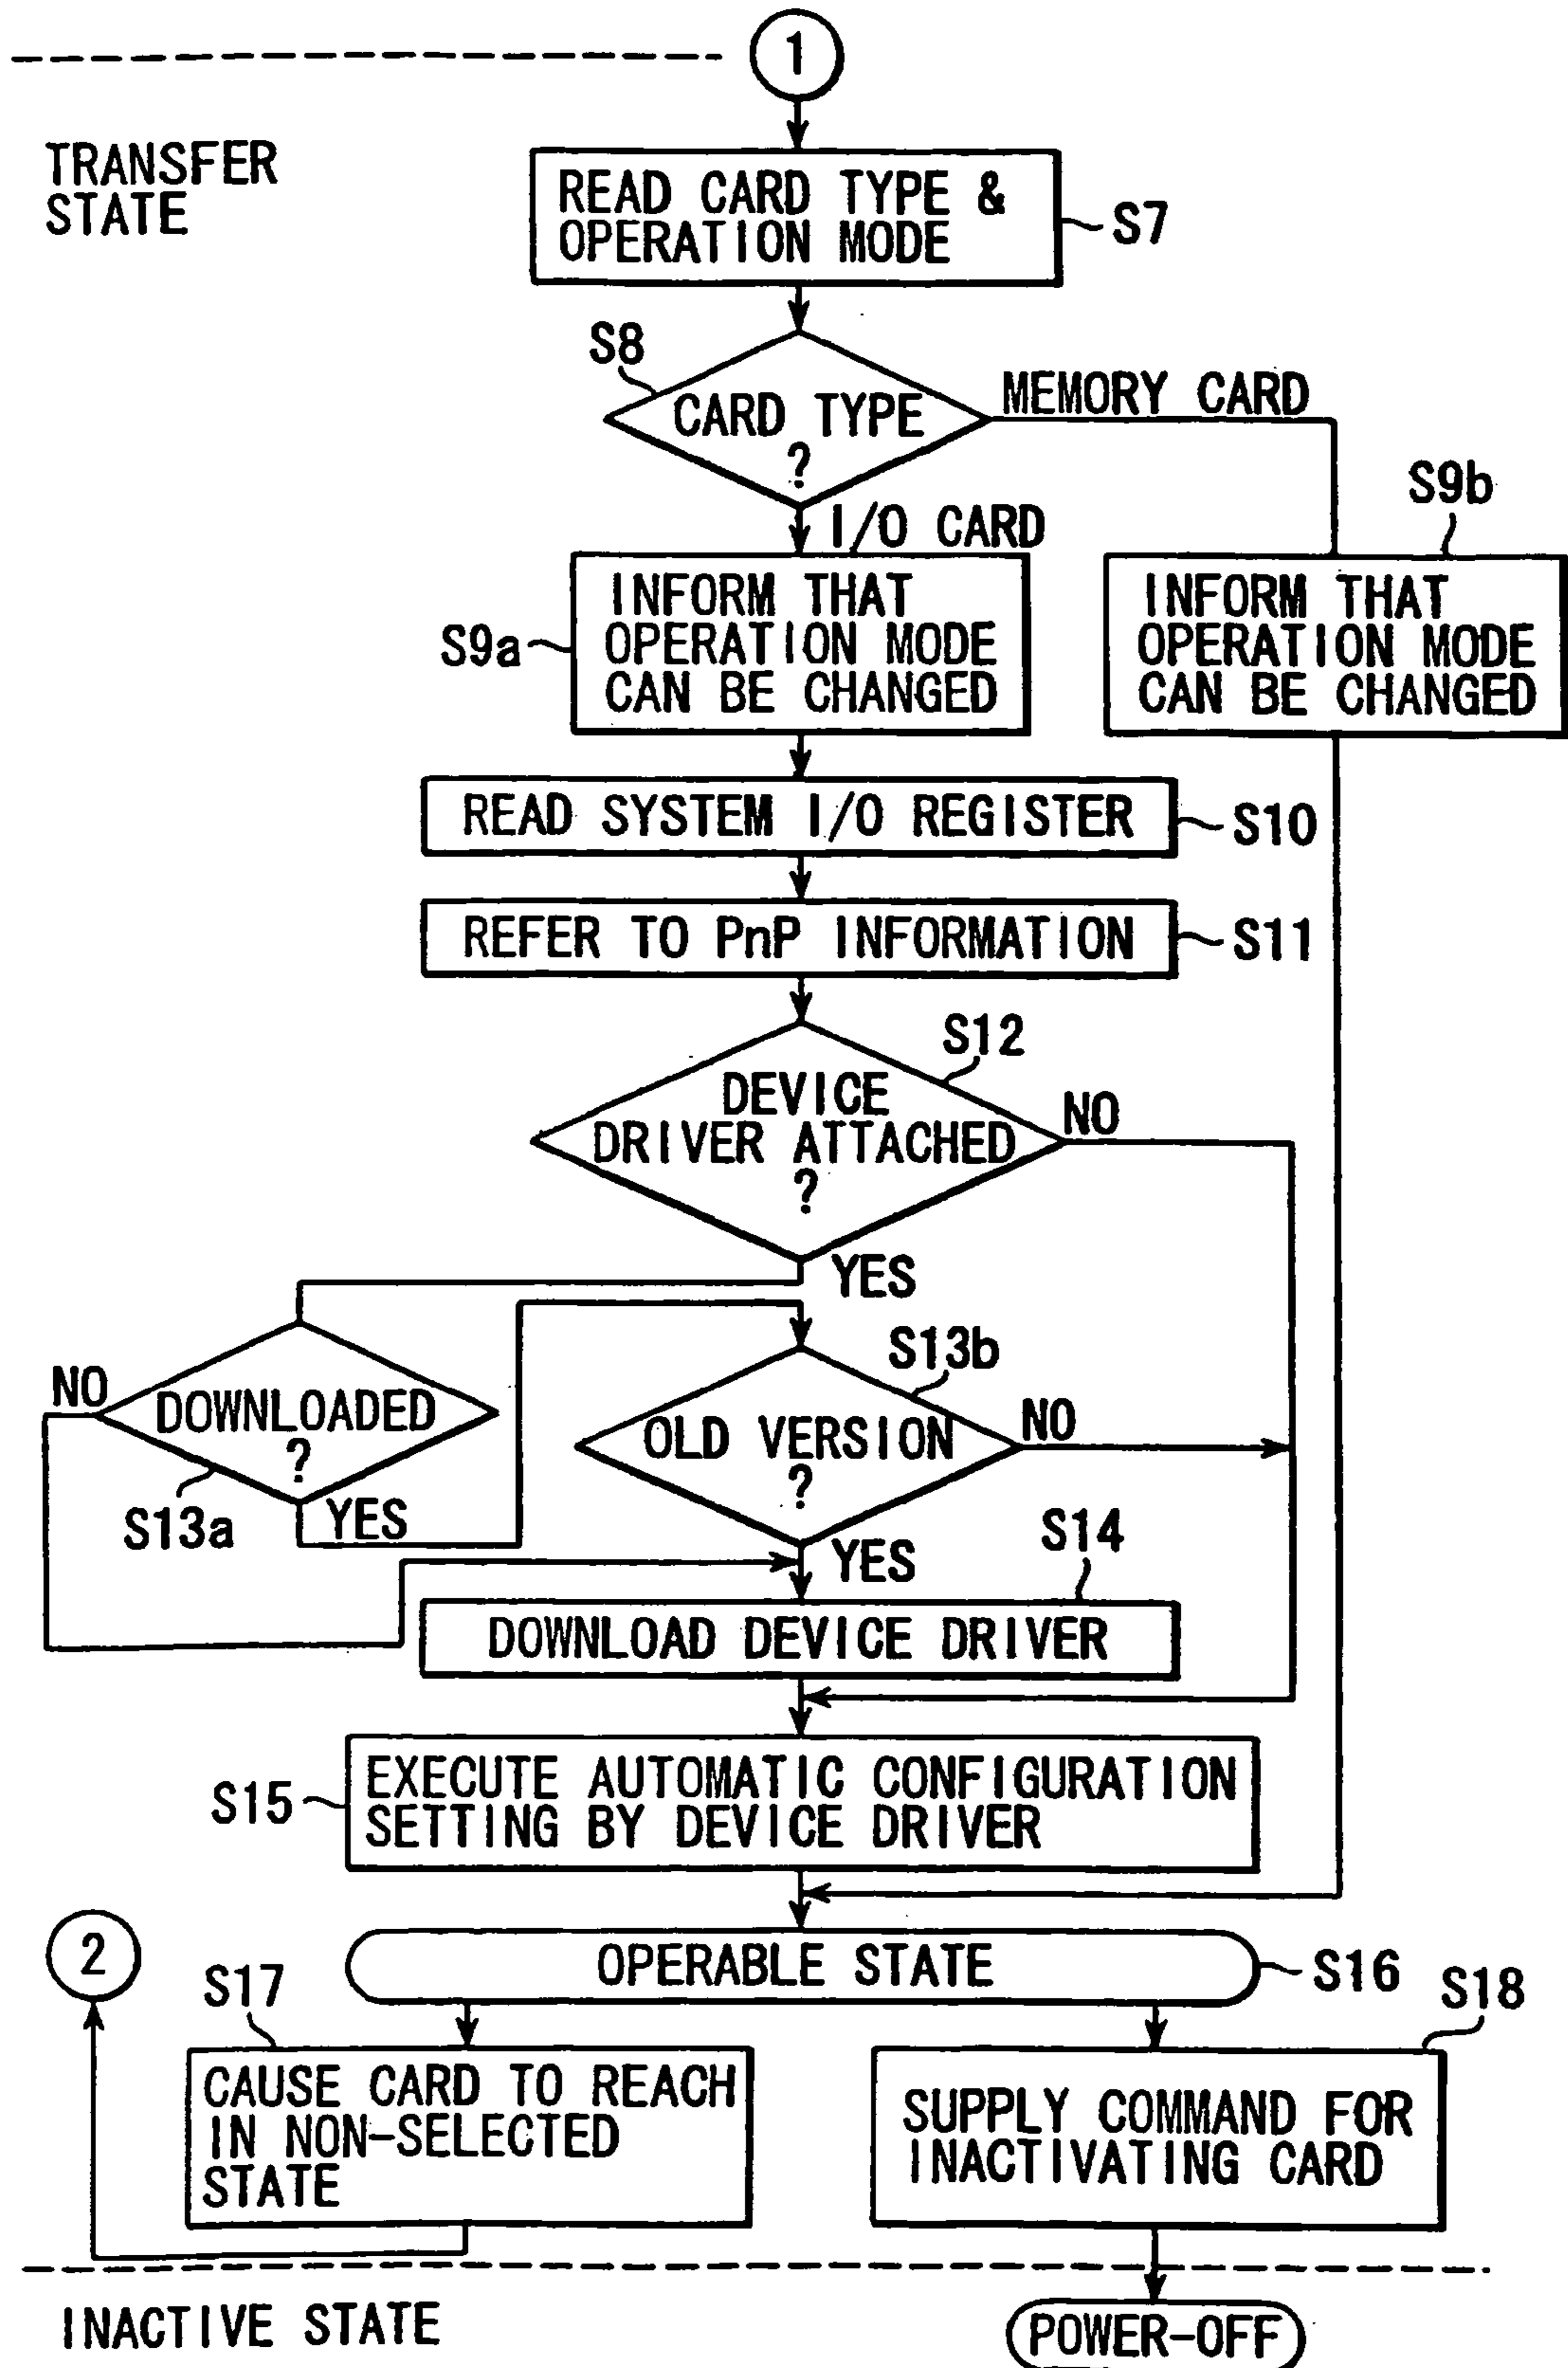 1
TRANSFER
STATE
READ CARD TYPE &
OPERATION MODE
S7
S8
CARD TYPE
?
MEMORY CARD
I/O CARD
S9b
S9a
INFORM THAT
OPERATION MODE
CAN BE CHANGED
INFORM THAT
OPERATION MODE
CAN BE CHANGED
READ SYSTEM I/O REGISTER
S10
REFER TO PnP INFORMATION
S11
S12
DEVICE
DRIVER ATTACHED
?
NO
YES
S13b
NO
DOWNLOADED
?
OLD VERSION
?
NO
S13a
YES
YES
S14
DOWNLOAD DEVICE DRIVER
S15
EXECUTE AUTOMATIC CONFIGURATION
SETTING BY DEVICE DRIVER
2
OPERABLE STATE
S16
S17
S18
CAUSE CARD TO REACH
IN NON-SELECTED
STATE
SUPPLY COMMAND FOR
INACTIVATING CARD
INACTIVE STATE
POWER-OFF